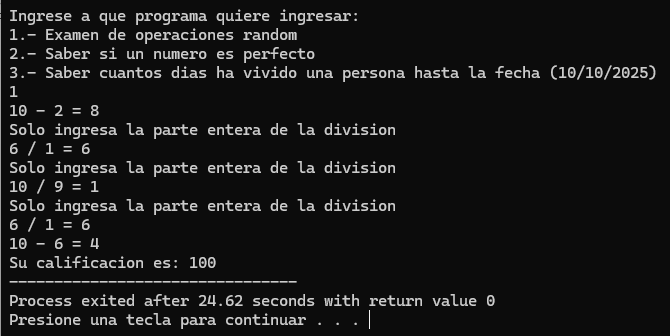 Ingrese a que programa quiere ingresar:
1.- Examen de operaciones random
2.- Saber si un numero es perfecto
3.- Saber cuantos dias ha vivido una persona hasta la fecha (10/10/2025)
1
10 - 2 = 8
Solo ingresa la parte entera de la division
6 / 1 = 6
Solo ingresa la parte entera de la division
10 / 9 = 1
Solo ingresa la parte entera de la division
6 / 1 = 6
10 - 6 = 4
Su calificacion es: 100
--------------------------------
Process exited after 24.62 seconds with return value 0
Presione una tecla para continuar . . .